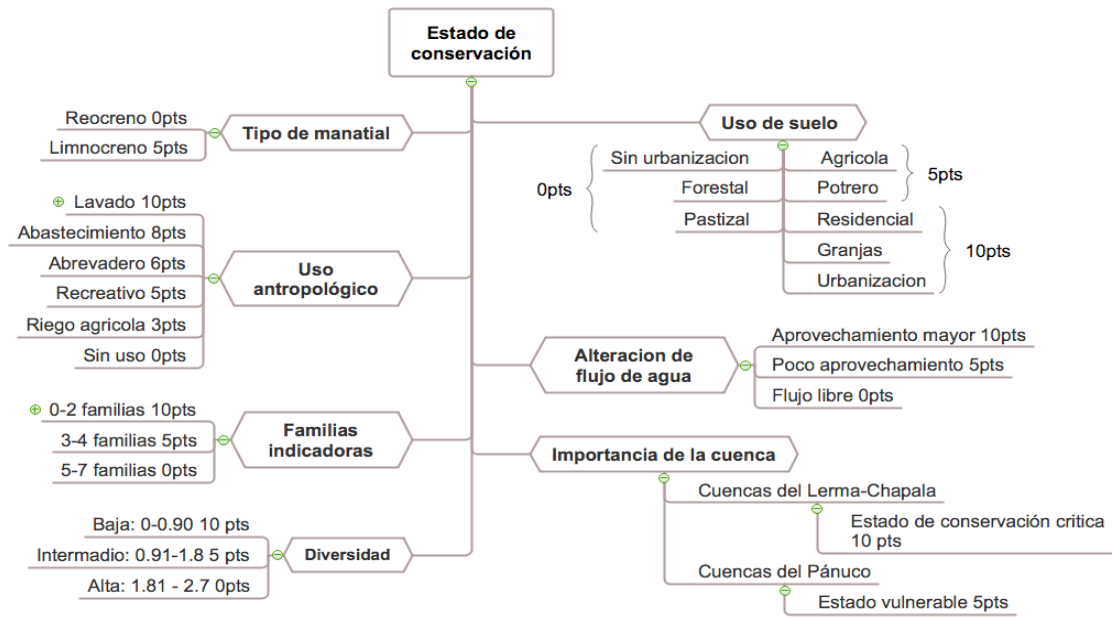 Estado de
conservación
Tipo de manatial
Reocreno 0pts
Limnocreno 5pts
Uso
antropológico
Lavado 10pts
Abastecimiento 8pts
Abrevadero 6pts
Recreativo 5pts
Riego agricola 3pts
Sin uso 0pts
Familias
indicadoras
0-2 familias 10pts
3-4 familias 5pts
5-7 familias 0pts
Diversidad
Baja: 0-0.90 10 pts
Intermadio: 0.91-1.8 5 pts
Alta: 1.81 - 2.7 0pts
Uso de suelo
0pts
Sin urbanizacion
Forestal
Pastizal
Agricola
Potrero
5pts
Residencial
Granjas
Urbanizacion
10pts
Alteracion de
flujo de agua
Aprovechamiento mayor 10pts
Poco aprovechamiento 5pts
Flujo libre 0pts
Importancia de la cuenca
Cuencas del Lerma-Chapala
Estado de conservación critica
10 pts
Cuencas del Pánuco
Estado vulnerable 5pts